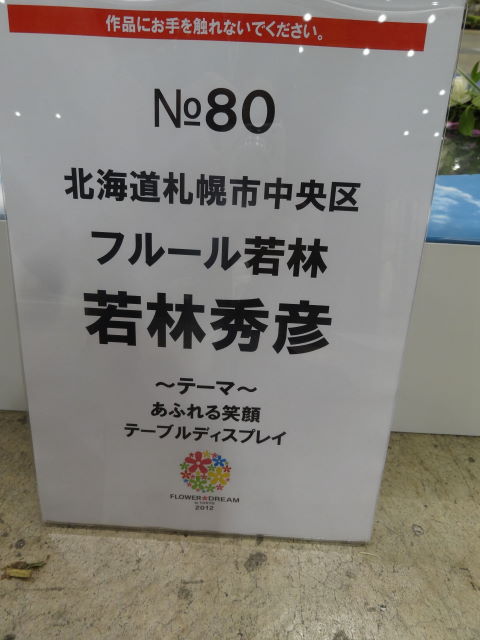 作品にお手を触れないでください。
№80
北海道札幌市中央区
フルール若林
若林秀彦
～テーマ～
あふれる笑顔
テーブルディスプレイ
FLOWER★DREAM
2012